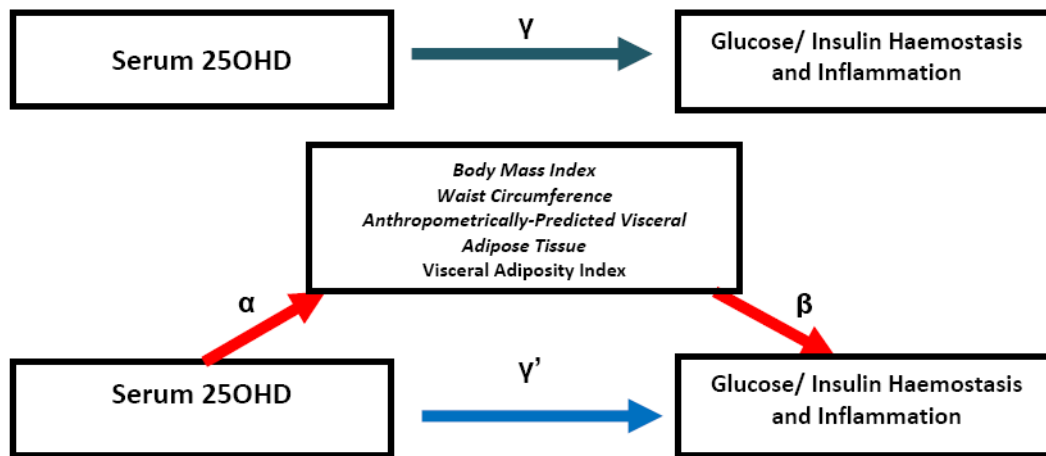 γ
Serum 25OHD
Glucose/ Insulin Haemostasis
and Inflammation
Body Mass Index
Waist Circumference
Anthropometrically-Predicted Visceral
Adipose Tissue
Visceral Adiposity Index
α
β
γ’
Serum 25OHD
Glucose/ Insulin Haemostasis
and Inflammation